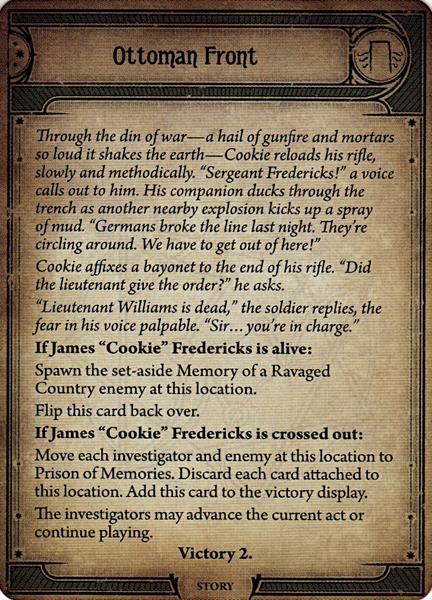 Ottoman Front
Through the din of war—a hail of gunfire and mortars
so loud it shakes the earth—Cookie reloads his rifle,
slowly and methodically. “Sergeant Fredericks!” a voice
calls out to him. His companion ducks through the
trench as another nearby explosion kicks up a spray
of mud. “Germans broke the line last night. They’re
circling around. We have to get out of here!”
Cookie affixes a bayonet to the end of his rifle. “Did
the lieutenant give the order?” he asks.
“Lieutenant Williams is dead,” the soldier replies, the
fear in his voice palpable. “Sir… you’re in charge.”
If James “Cookie” Fredericks is alive:
Spawn the set-aside Memory of a Ravaged
Country enemy at this location.
Flip this card back over.
If James “Cookie” Fredericks is crossed out:
Move each investigator and enemy at this location to
Prison of Memories. Discard each card attached to
this location. Add this card to the victory display.
The investigators may advance the current act or
continue playing.
Victory 2.
STORY